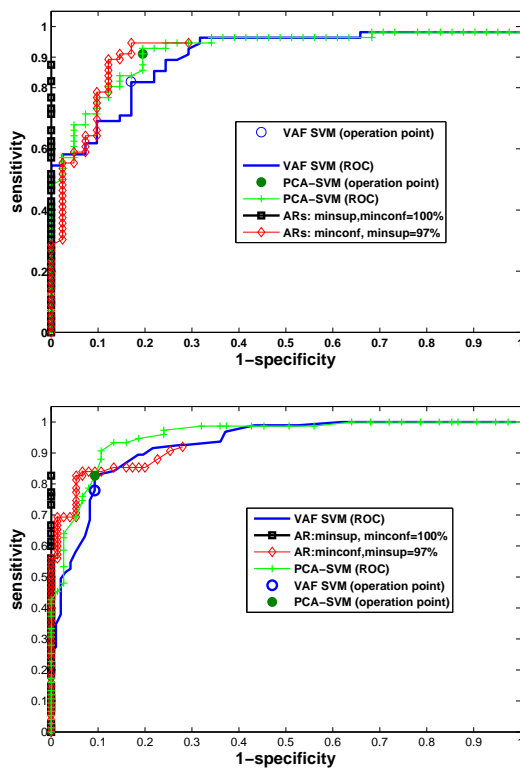 1
0.9
0.8
0.7
0.6
0.5
0.4
0.3
0.2
0.1
0
sensitivity
VAF SVM (operation point)
VAF SVM (ROC)
PCA−SVM (operation point)
PCA−SVM (ROC)
ARs: minsup,minconf=100%
ARs: minconf, minsup=97%
0 0.1 0.2 0.3 0.4 0.5 0.6 0.7 0.8 0.9 1
1−specificity
1
0.9
0.8
0.7
0.6
0.5
0.4
0.3
0.2
0.1
0
sensitivity
VAF SVM (ROC)
AR:minsup, minconf=100%
AR:minconf,minsup=97%
PCA−SVM (ROC)
VAF SVM (operation point)
PCA−SVM (operation point)
0 0.1 0.2 0.3 0.4 0.5 0.6 0.7 0.8 0.9 1
1−specificity